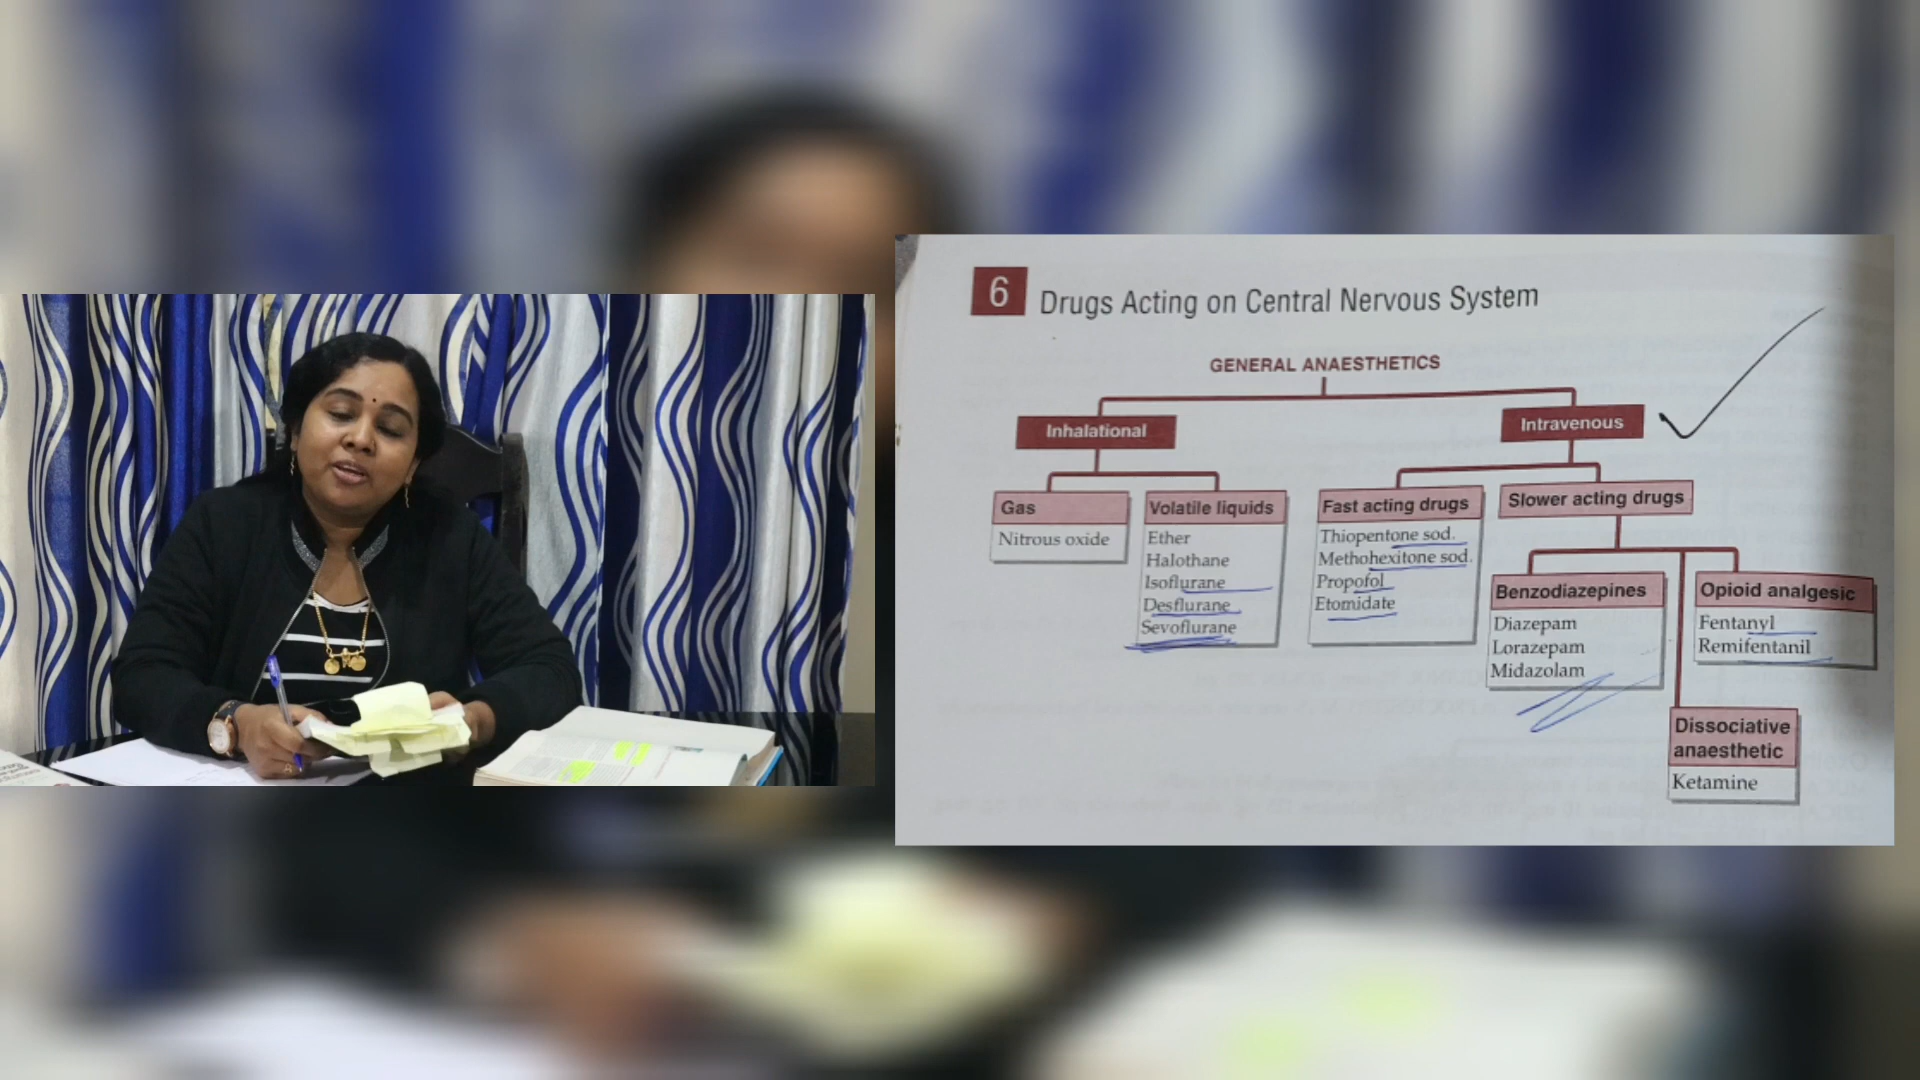 6
Drugs Acting on Central Nervous System
GENERAL ANAESTHETICS
Inhalational
Intravenous
Gas
Nitrous oxide
Volatile liquids
Ether
Halothane
Isoflurane
Desflurane
Sevoflurane
Fast acting drugs
Thiopentone sod.
Methohexitone sod.
Propofol
Etomidate
Slower acting drugs
Benzodiazepines
Diazepam
Lorazepam
Midazolam
Opioid analgesic
Fentanyl
Remifentanil
Dissociative
anaesthetic
Ketamine